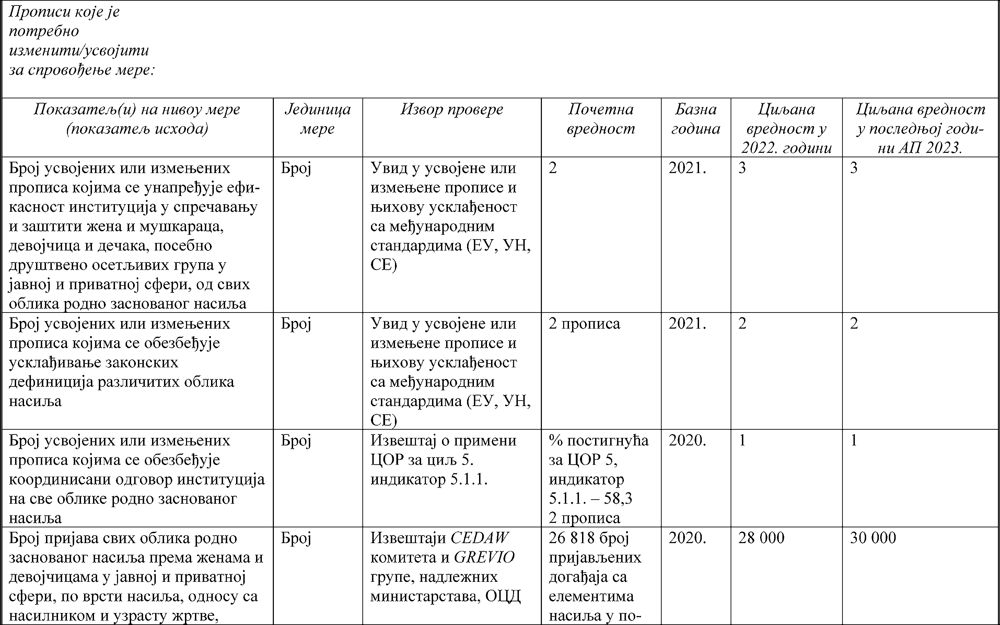 Прописи које је
потребно
изменити/усвојити
за спровођење мере:
Показатељ(и) на нивоу мере
(показатељ исхода)
Јединица
мере
Извор провере
Почетна
вредност
Базна
година
Циљана
вредност у
2022. години
Циљана вредност
у последњој годи-
ни АП 2023.
Број усвојених или измењених
прописа којима се унапређује ефи-
касност институција у спречавању
и заштити жена и мушкараца,
девојчица и дечака, посебно
друштвено осетљивих група у
јавној и приватној сфери, од свих
облика родно заснованог насиља
Број
Увид у усвојене или
измењене прописе и
њихову усклађеност
са међународним
стандардима (ЕУ, УН,
СЕ)
2
2021.
3
3
Број усвојених или измењених
прописа којима се обезбеђује
усклађивање законских
дефиниција различитих облика
насиља
Број
Увид у усвојене или
измењене прописе и
њихову усклађеност
са међународним
стандардима (ЕУ, УН,
СЕ)
2 прописа
2021.
2
2
Број усвојених или измењених
прописа којима се обезбеђује
координисани одговор институција
на све облике родно заснованог
насиља
Број
Извештај о примени
ЦОР за циљ 5.
индикатор 5.1.1.
% постигнућа
за ЦОР 5,
индикатор
5.1.1. – 58,3
2 прописа
2020.
1
1
Број пријава свих облика родно
заснованог насиља према женама и
девојчицама у јавној и приватној
сфери, по врсти насиља, односу са
насилником и узрасту жртве,
Број
Извештаји CEDAW
комитета и GREVIO
групе, надлежних
министарстава, ОЦД
26 818 број
пријављених
догађаја са
елементима
насиља у по-
2020.
28 000
30 000